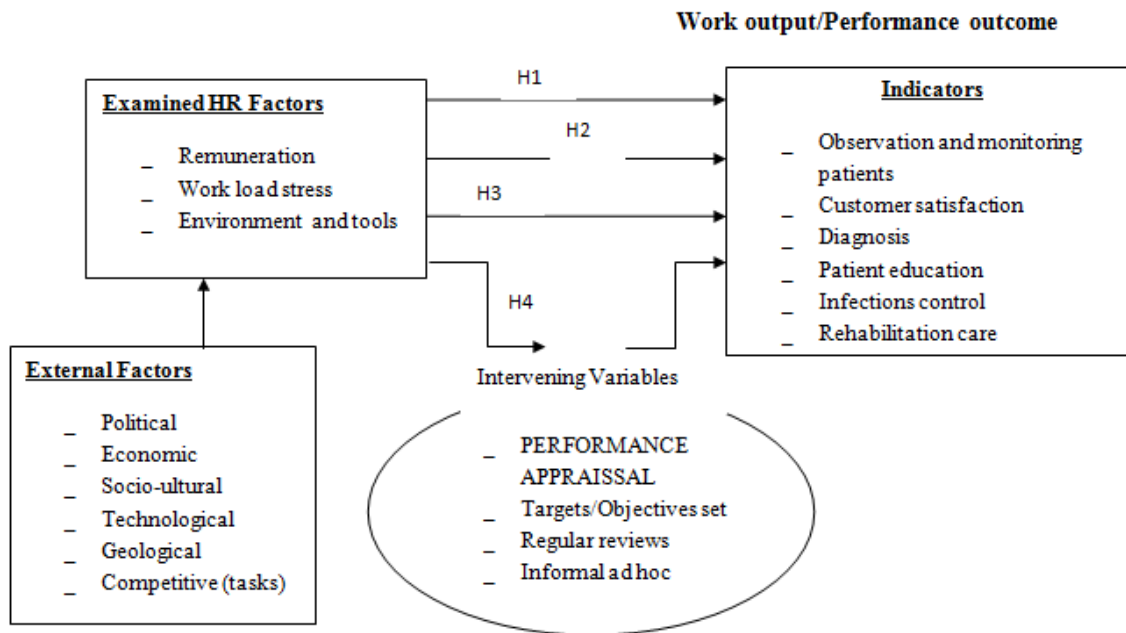 Work output/Performance outcome
H1
Examined HR Factors
_ Remuneration
_ Work load stress
_ Environment and tools
H2
H3
H4
Indicators
_ Observation and monitoring
patients
_ Customer satisfaction
_ Diagnosis
_ Patient education
_ Infections control
_ Rehabilitation care
External Factors
_ Political
_ Economic
_ Socio-ultural
_ Technological
_ Geological
_ Competitive (tasks)
Intervening Variables
_ PERFORMANCE
APPRAISSAL
_ Targets/Objectives set
_ Regular reviews
_ Informal ad hoc